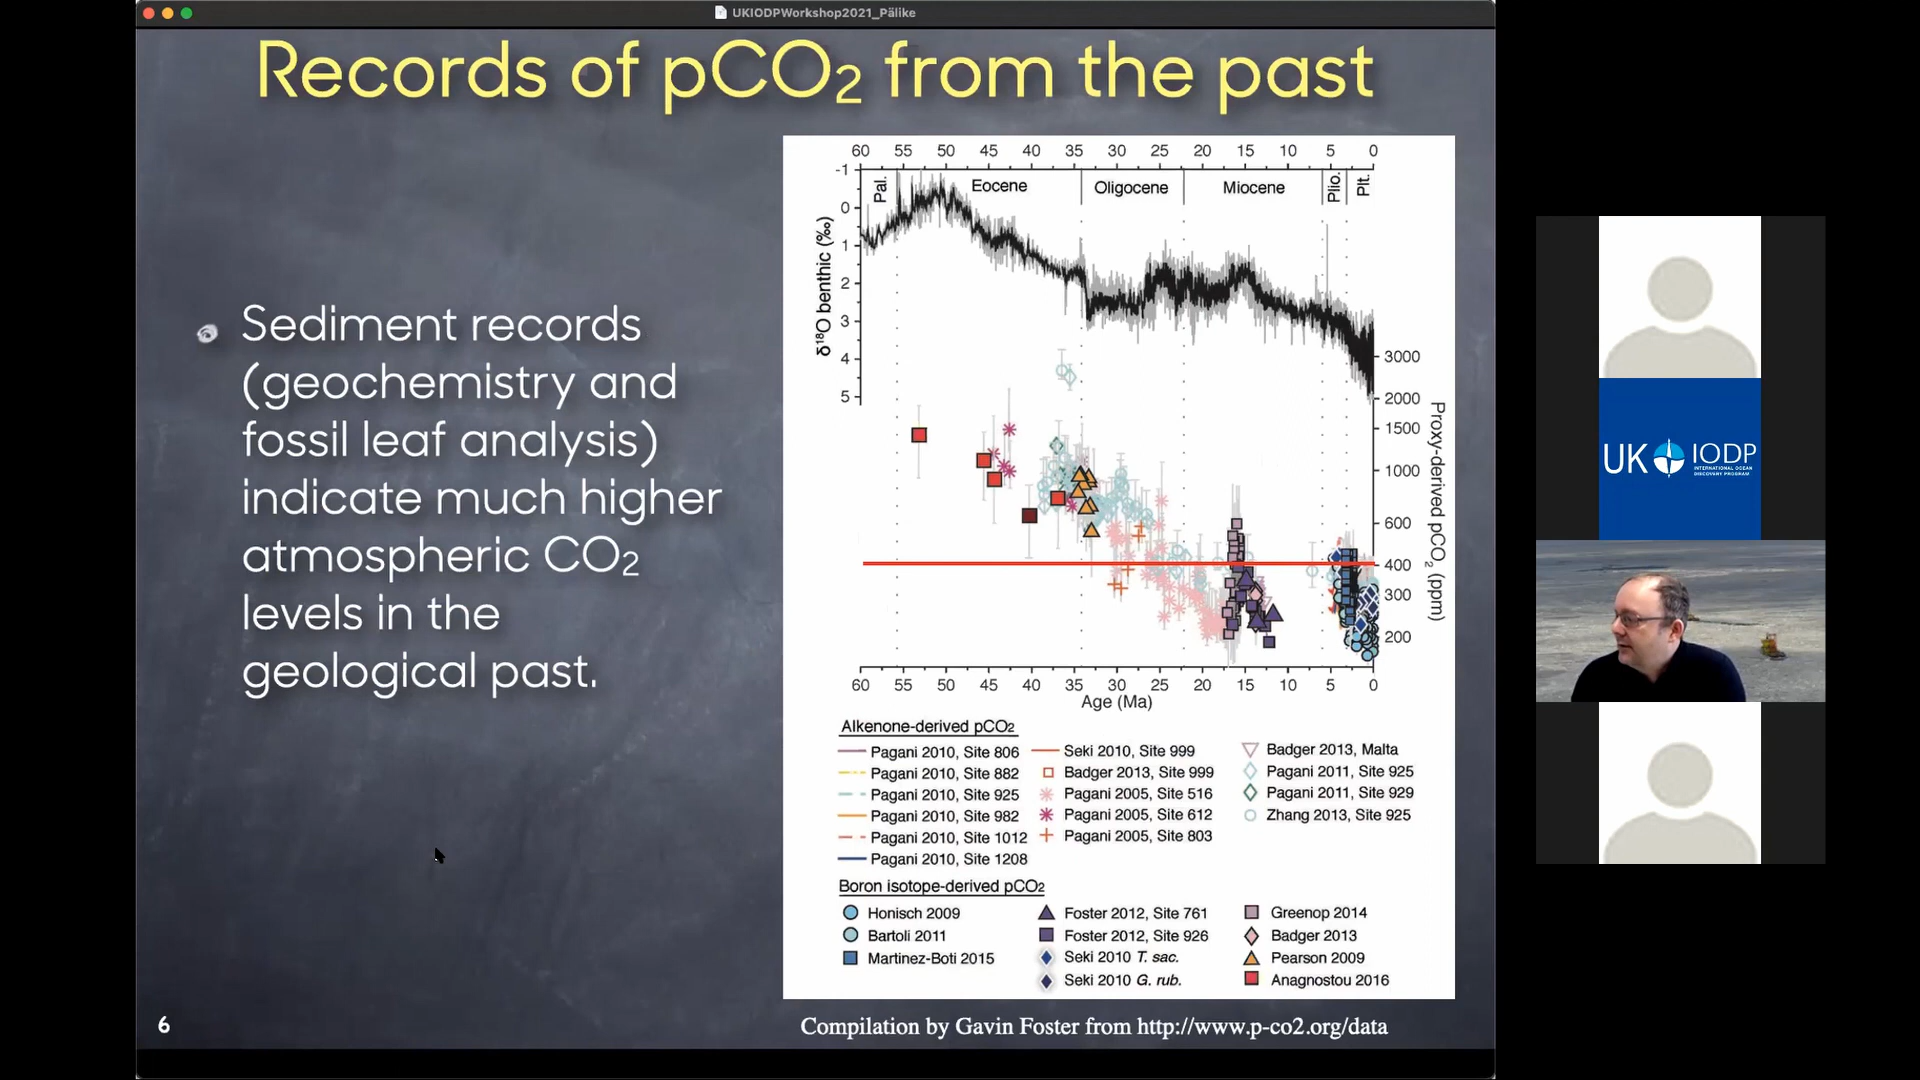 UKIODPWorkshop2021_Pälike
Records of pCO2 from the past
Sediment records
(geochemistry and
fossil leaf analysis)
indicate much higher
atmospheric CO2
levels in the
geological past.
60 55 50 45 40 35 30 25 20 15 10 5 0
Pal. Eocene Oligocene Miocene Plio. Plt.
-1
0
1
2
3
4
5
δ18O benthic (‰)
3000
2000
1500
1000
600
400
300
200
Proxy-derived pCO2 (ppm)
60 55 50 45 40 35 30 25 20 15 10 5 0
Age (Ma)
Alkenone-derived pCO2
Pagani 2010, Site 806
Pagani 2010, Site 882
Pagani 2010, Site 925
Pagani 2010, Site 982
Pagani 2010, Site 1012
Pagani 2010, Site 1208
Seki 2010, Site 999
Badger 2013, Site 999
Pagani 2005, Site 516
Pagani 2005, Site 612
Pagani 2005, Site 803
Badger 2013, Malta
Pagani 2011, Site 925
Pagani 2011, Site 929
Zhang 2013, Site 925
Boron isotope-derived pCO2
Honisch 2009
Bartoli 2011
Martinez-Boti 2015
Foster 2012, Site 761
Foster 2012, Site 926
Seki 2010 T. sac.
Seki 2010 G. rub.
Greenop 2014
Badger 2013
Pearson 2009
Anagnostou 2016
6
Compilation by Gavin Foster from http://www.p-co2.org/data
UK IODP
INTERNATIONAL OCEAN
DISCOVERY PROGRAM